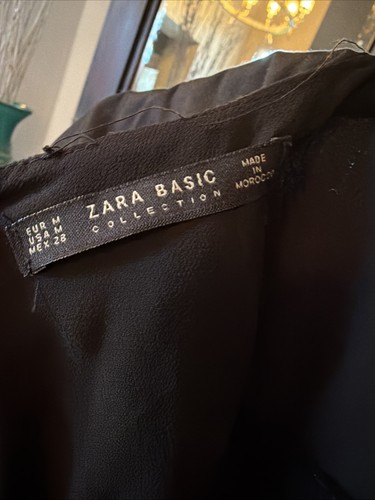 EUR M
USA M
MEX 28
ZARA BASIC
COLLECTION
MADE
IN
MOROCCO